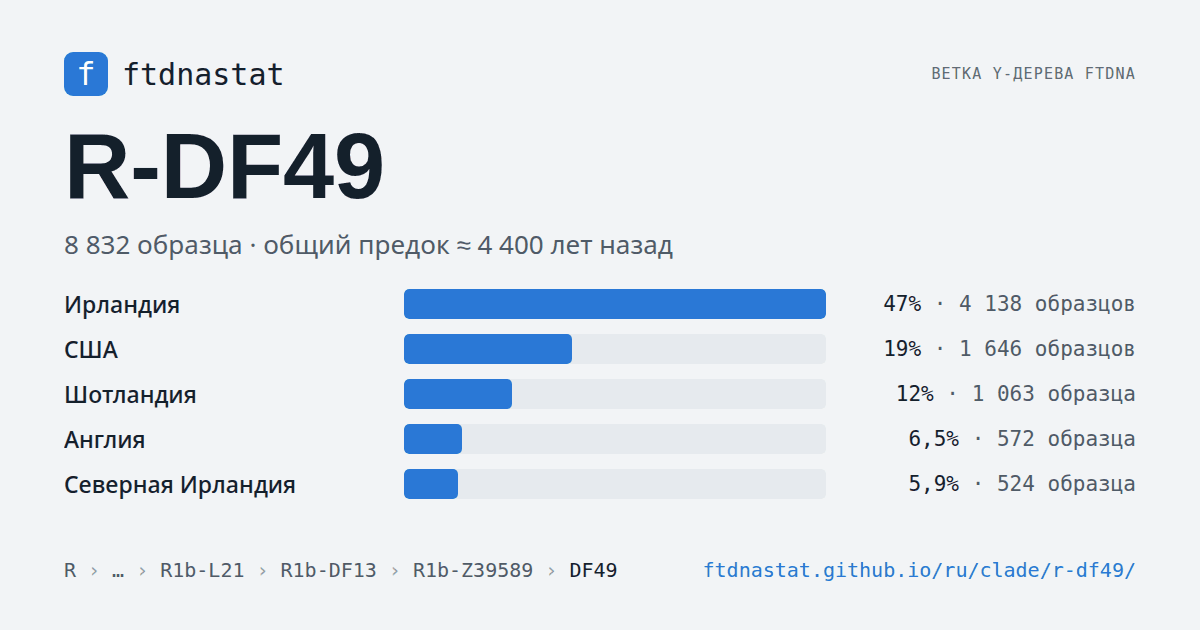 f ftdnastat
ВЕТКА Y-ДЕРЕВА FTDNA
R-DF49
8 832 образца · общий предок ≈ 4 400 лет назад
Ирландия 47% · 4 138 образцов
США 19% · 1 646 образцов
Шотландия 12% · 1 063 образца
Англия 6,5% · 572 образца
Северная Ирландия 5,9% · 524 образца
R › … › R1b-L21 › R1b-DF13 › R1b-Z39589 › DF49
ftdnastat.github.io/ru/clade/r-df49/